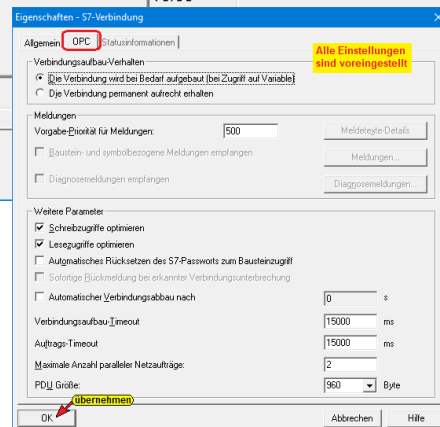 Eigenschaften - S7-Verbindung
Allgemein OPC Statusinformationen
Alle Einstellungen
sind voreingestellt
Verbindungsaufbau-Verhalten
Die Verbindung wird bei Bedarf aufgebaut (bei Zugriff auf Variable)
Die Verbindung permanent aufrecht erhalten
Meldungen
Vorgabe-Priorität für Meldungen: 500 Meldetexte-Details
Baustein- und symbolbezogene Meldungen empfangen Meldungen...
Diagnosemeldungen empfangen Diagnosemeldungen...
Weitere Parameter
Schreibzugriffe optimieren
Lesezugriffe optimieren
Automatisches Rücksetzen des S7-Passworts zum Bausteinzugriff
Sofortige Rückmeldung bei erkannter Verbindungsunterbrechung
Automatischer Verbindungsabbau nach 0 s
Verbindungsaufbau-Timeout 15000 ms
Auftrags-Timeout 15000 ms
Maximale Anzahl paralleler Netzaufträge: 2
PDU Größe: 960 Byte
übernehmen
OK Abbrechen Hilfe